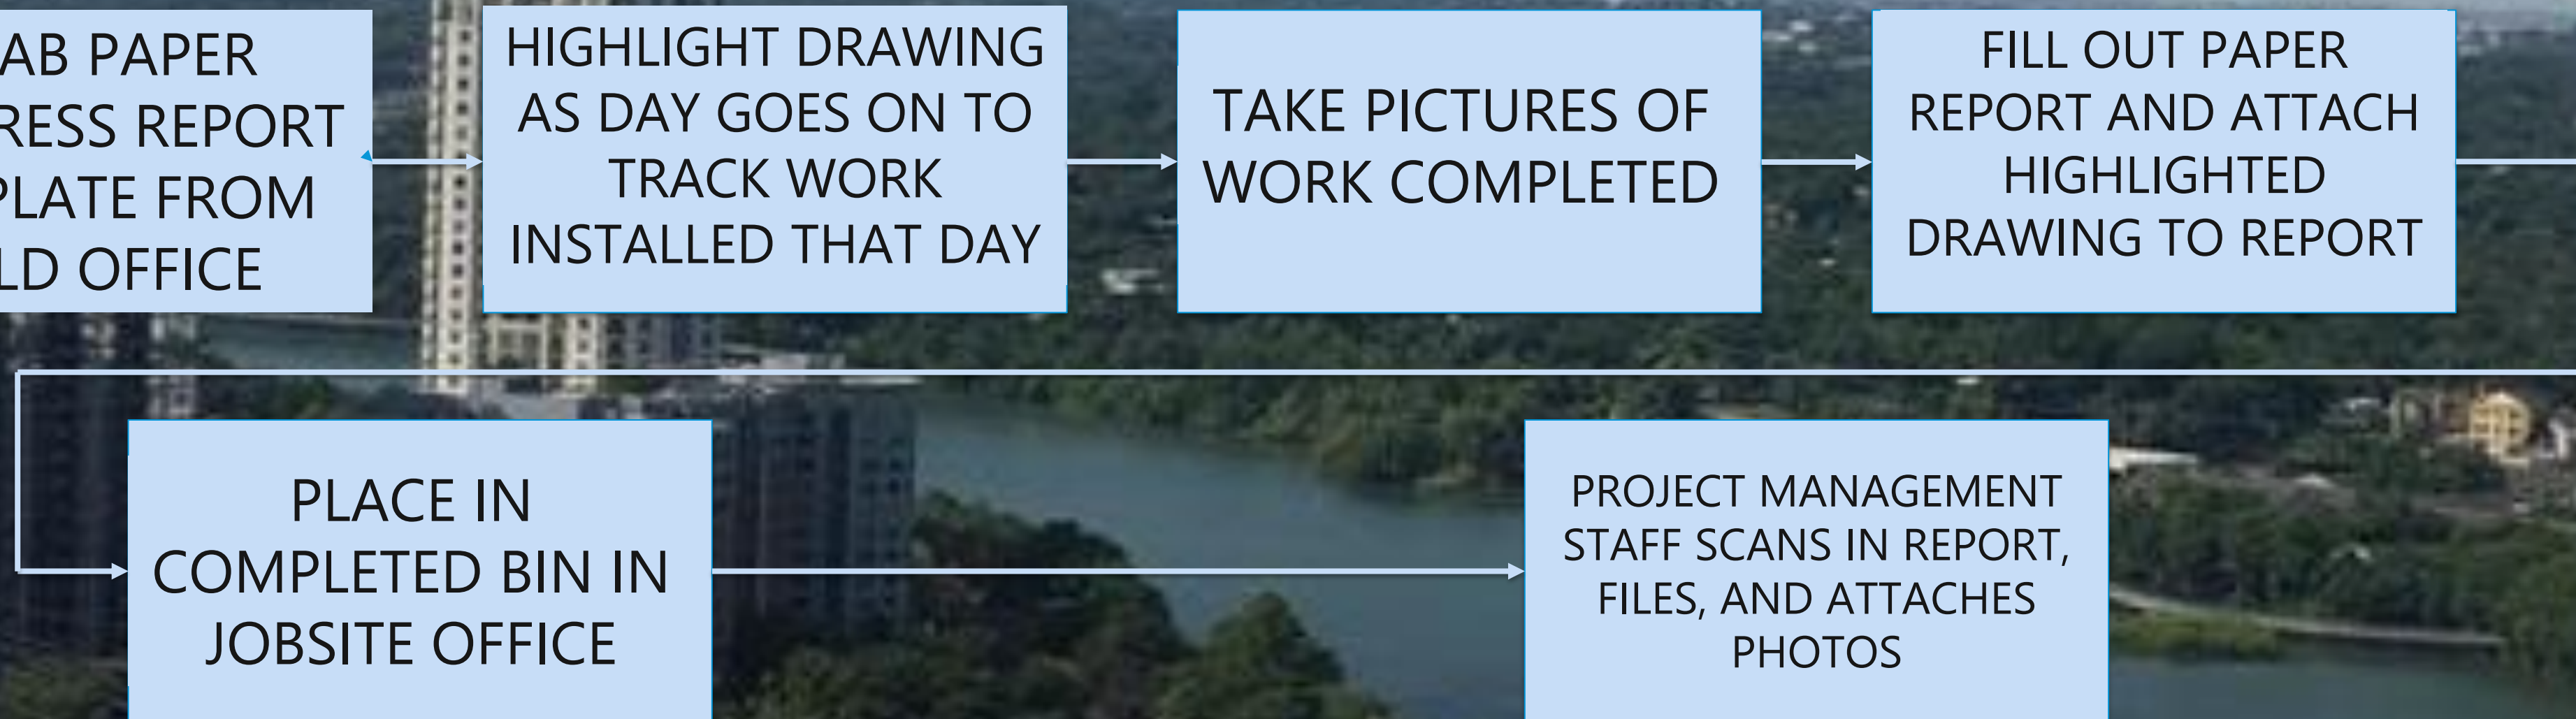 AB PAPER
RESS REPORT
PLATE FROM
LD OFFICE
HIGHLIGHT DRAWING
AS DAY GOES ON TO
TRACK WORK
INSTALLED THAT DAY
TAKE PICTURES OF
WORK COMPLETED
FILL OUT PAPER
REPORT AND ATTACH
HIGHLIGHTED
DRAWING TO REPORT
PLACE IN
COMPLETED BIN IN
JOBSITE OFFICE
PROJECT MANAGEMENT
STAFF SCANS IN REPORT,
FILES, AND ATTACHES
PHOTOS